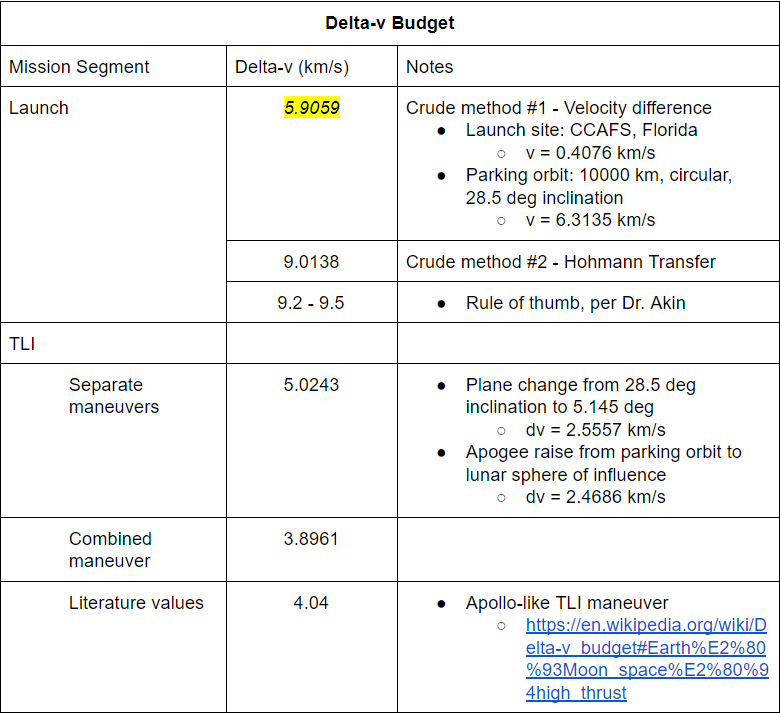 Delta-v Budget
Mission Segment
Delta-v (km/s)
Notes
Launch
5.9059
Crude method #1 - Velocity difference
● Launch site: CCAFS, Florida
○ v = 0.4076 km/s
● Parking orbit: 10000 km, circular,
28.5 deg inclination
○ v = 6.3135 km/s
9.0138
Crude method #2 - Hohmann Transfer
9.2 - 9.5
● Rule of thumb, per Dr. Akin
TLI
Separate
maneuvers
5.0243
● Plane change from 28.5 deg
inclination to 5.145 deg
○ dv = 2.5557 km/s
● Apogee raise from parking orbit to
lunar sphere of influence
○ dv = 2.4686 km/s
Combined
maneuver
3.8961
Literature values
4.04
● Apollo-like TLI maneuver
○ https://en.wikipedia.org/wiki/D
elta-v_budget#Earth%E2%80
%93Moon_space%E2%80%9
4high_thrust